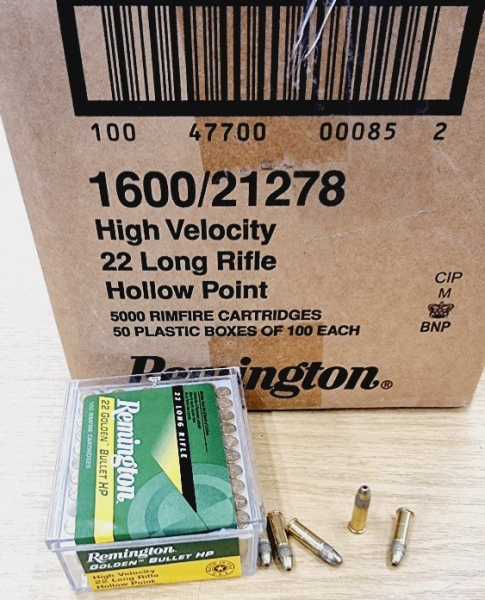 100 47700 00085 2
1600/21278
High Velocity
22 Long Rifle
Hollow Point
5000 RIMFIRE CARTRIDGES
50 PLASTIC BOXES OF 100 EACH
CIP
M
BNP
Remington®
22 LONG RIFLE
Remington
22 GOLDEN™ BULLET HP
100 RIMFIRE CARTRIDGES
Remington
GOLDEN™ BULLET HP
High Velocity
22 Long Rifle
Hollow Point